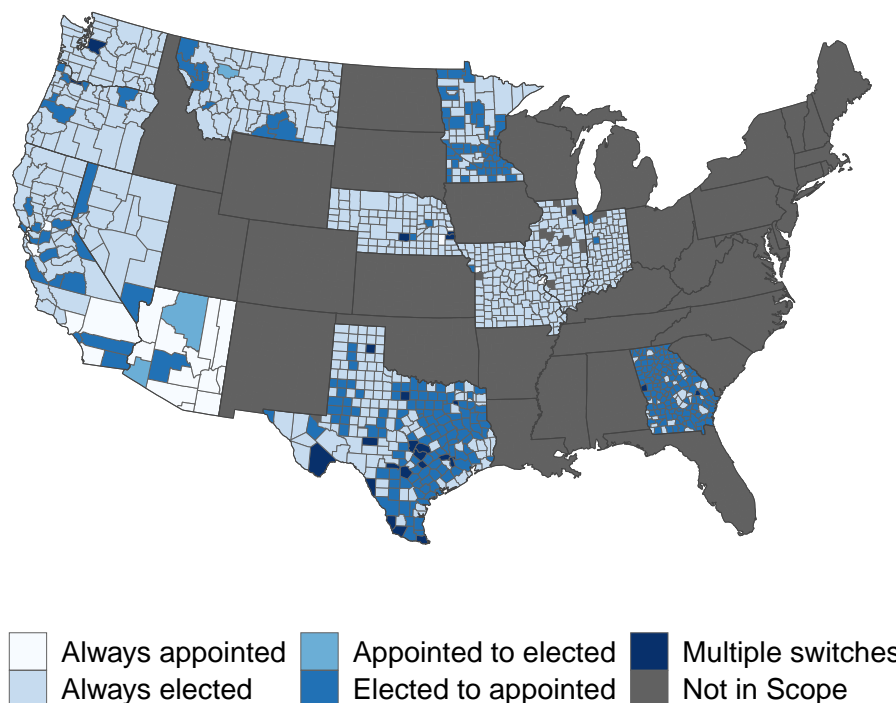 Always appointed Appointed to elected Multiple switches
Always elected Elected to appointed Not in Scope